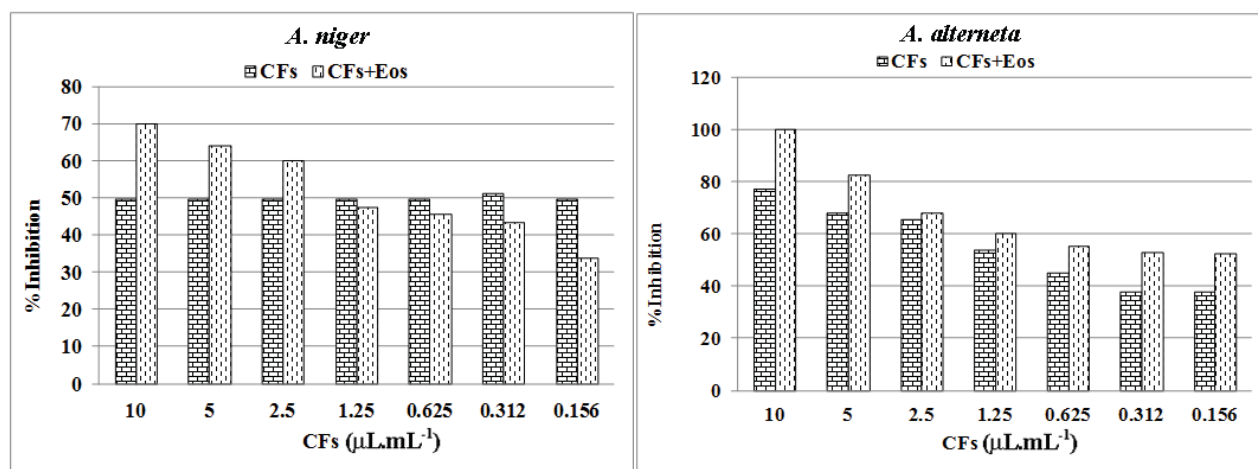 A. niger
CFs CFs+Eos
80
70
60
50
40
30
20
10
0
% Inhibition
10 5 2.5 1.25 0.625 0.312 0.156
CFs (µL.mL-1)
A. alterneta
CFs CFs+Eos
120
100
80
60
40
20
0
% Inhibition
10 5 2.5 1.25 0.625 0.312 0.156
CFs (µL.mL-1)